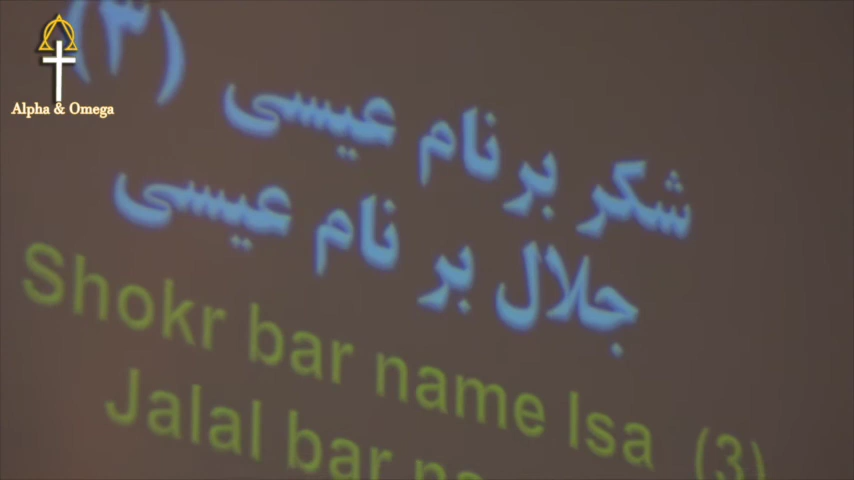 Alpha & Omega
شکر بر نام عیسی (۳)
جلال بر نام عیسی
Shokr bar name Isa (3)
Jalal bar